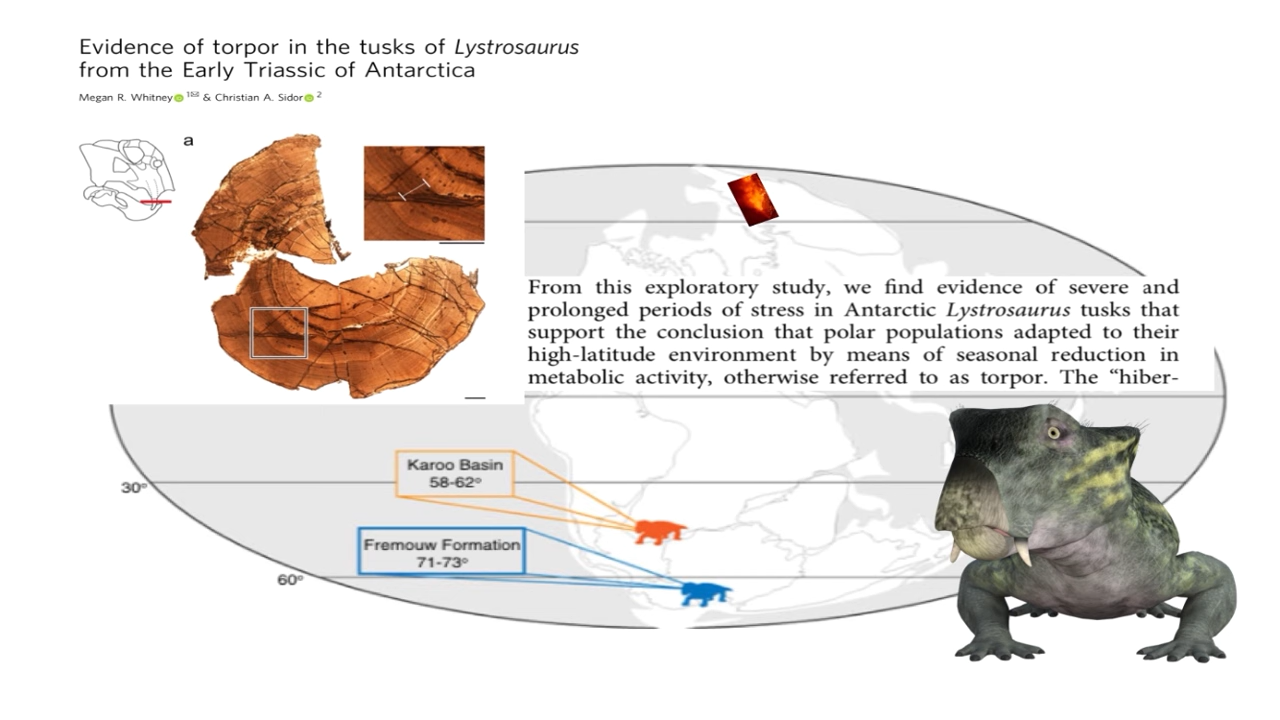 Evidence of torpor in the tusks of Lystrosaurus
from the Early Triassic of Antarctica
Megan R. Whitney 1✉ & Christian A. Sidor 2
a
From this exploratory study, we find evidence of severe and
prolonged periods of stress in Antarctic Lystrosaurus tusks that
support the conclusion that polar populations adapted to their
high-latitude environment by means of seasonal reduction in
metabolic activity, otherwise referred to as torpor. The “hiber-
Karoo Basin
58-62°
30°
Fremouw Formation
71-73°
60°